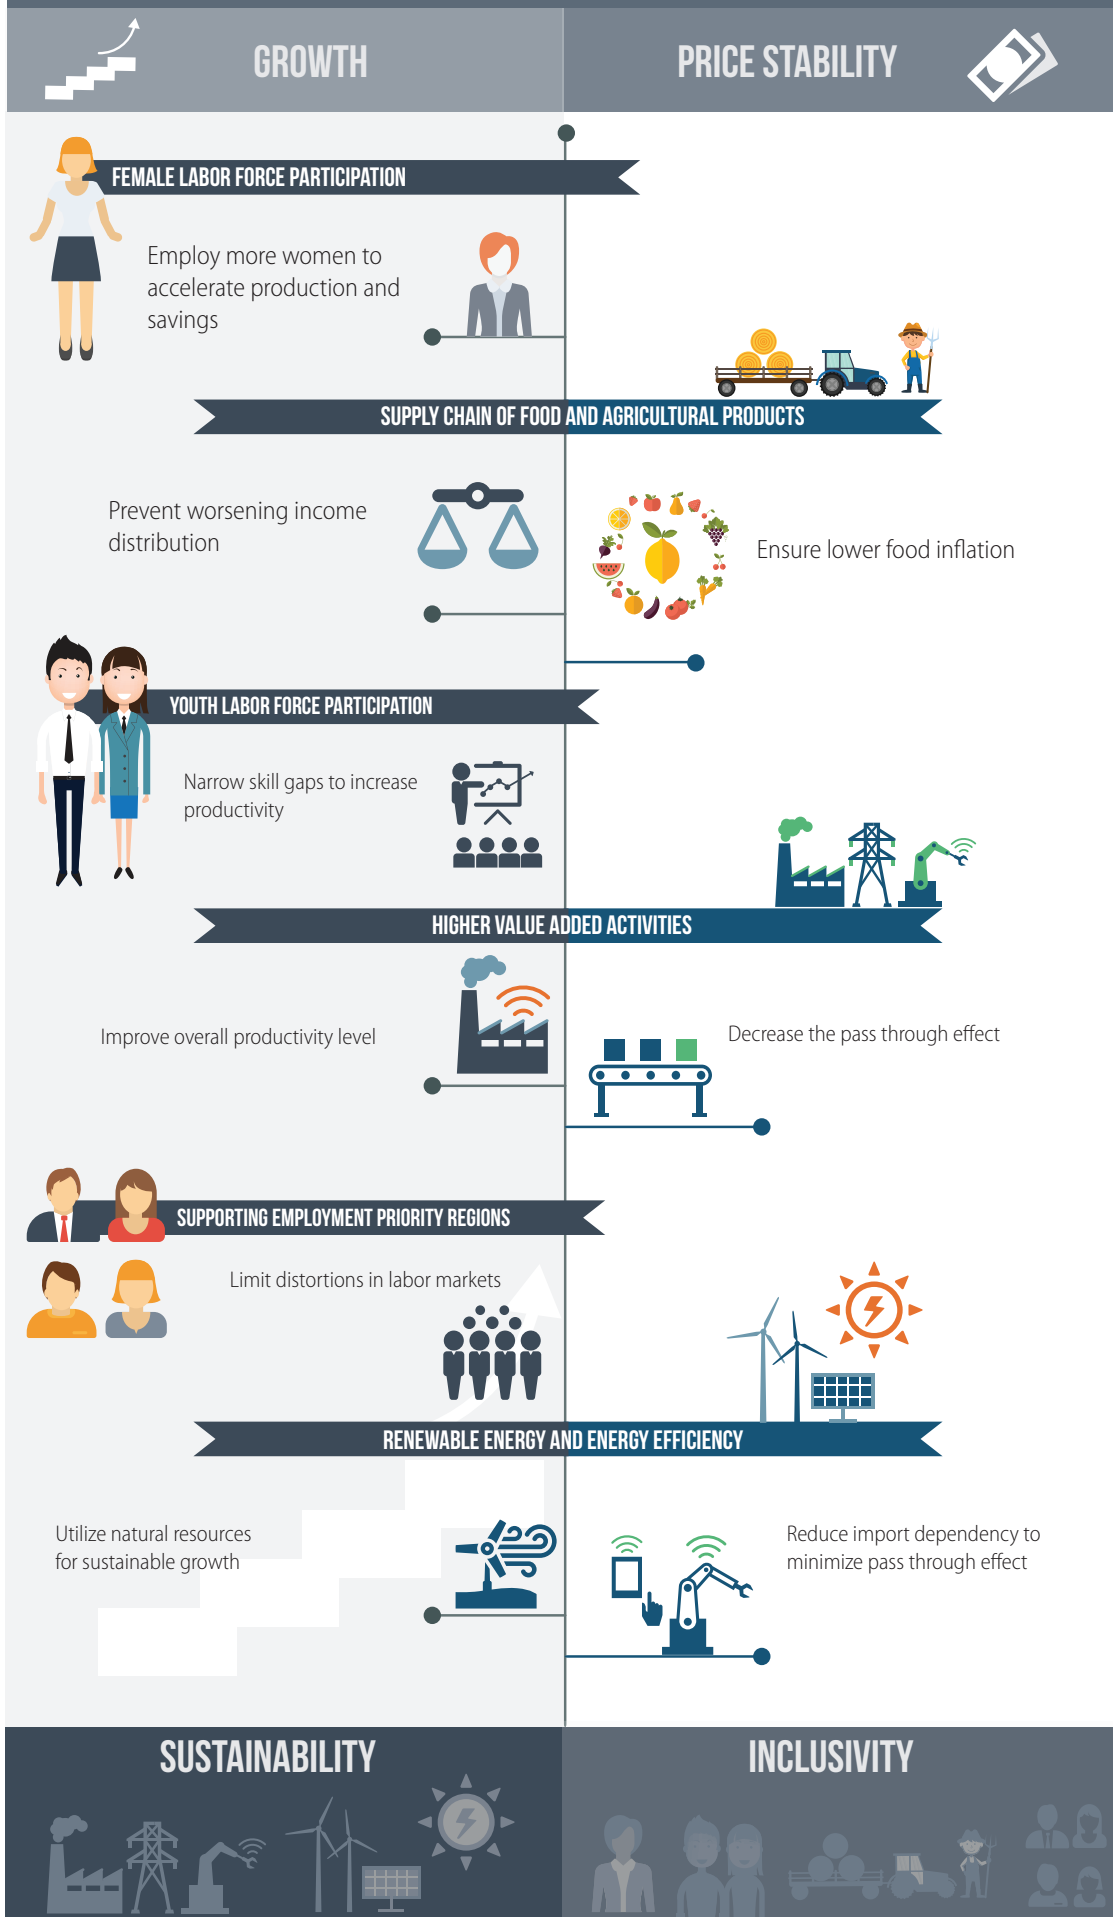 GROWTH
PRICE STABILITY
FEMALE LABOR FORCE PARTICIPATION
Employ more women to
accelerate production and
savings
SUPPLY CHAIN OF FOOD AND AGRICULTURAL PRODUCTS
Prevent worsening income
distribution
Ensure lower food inflation
YOUTH LABOR FORCE PARTICIPATION
Narrow skill gaps to increase
productivity
HIGHER VALUE ADDED ACTIVITIES
Improve overall productivity level
Decrease the pass through effect
SUPPORTING EMPLOYMENT PRIORITY REGIONS
Limit distortions in labor markets
RENEWABLE ENERGY AND ENERGY EFFICIENCY
Utilize natural resources
for sustainable growth
Reduce import dependency to
minimize pass through effect
SUSTAINABILITY
INCLUSIVITY